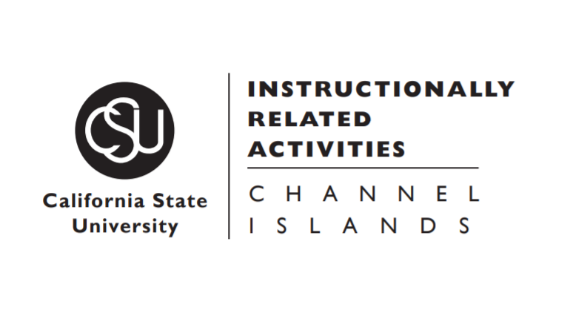 CSU
California State
University
INSTRUCTIONALLY
RELATED
ACTIVITIES
CHANNEL
ISLANDS